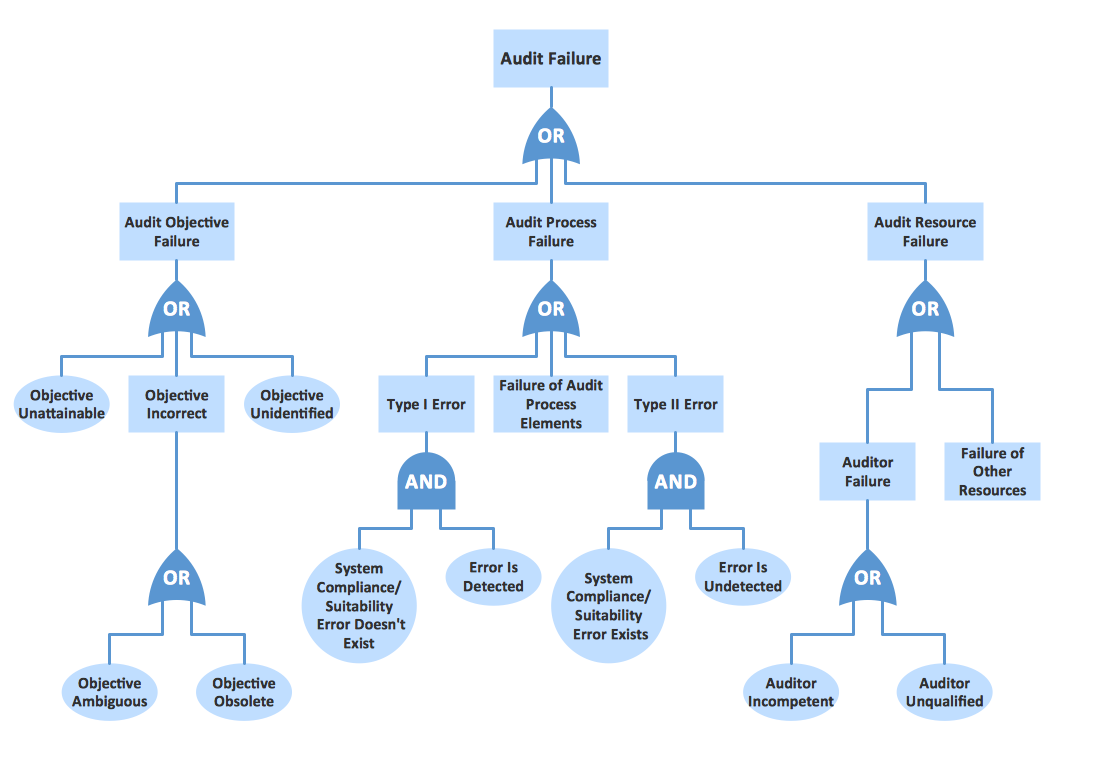 Audit Failure
OR
Audit Objective
Failure
Audit Process
Failure
Audit Resource
Failure
OR
OR
OR
Objective
Unattainable
Objective
Incorrect
Objective
Unidentified
Type I Error
Failure of Audit
Process
Elements
Type II Error
Auditor
Failure
Failure of
Other
Resources
AND
AND
System
Compliance/
Suitability
Error Doesn't
Exist
Error Is
Detected
System
Compliance/
Suitability
Error Exists
Error Is
Undetected
OR
OR
Objective
Ambiguous
Objective
Obsolete
Auditor
Incompetent
Auditor
Unqualified